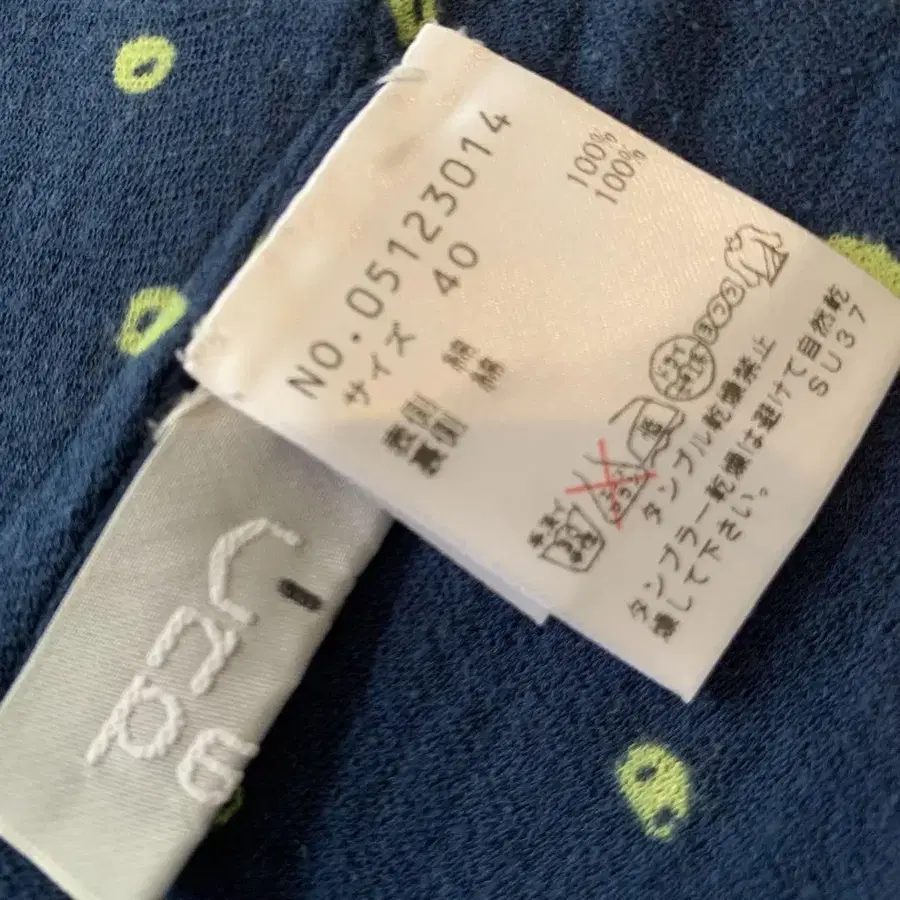 NO.05123014
サイズ 40
表側 綿 100%
裏側 綿 100%
タンブル乾燥禁止
タンブラー乾燥は避けて自然乾
燥して下さい。
SU37